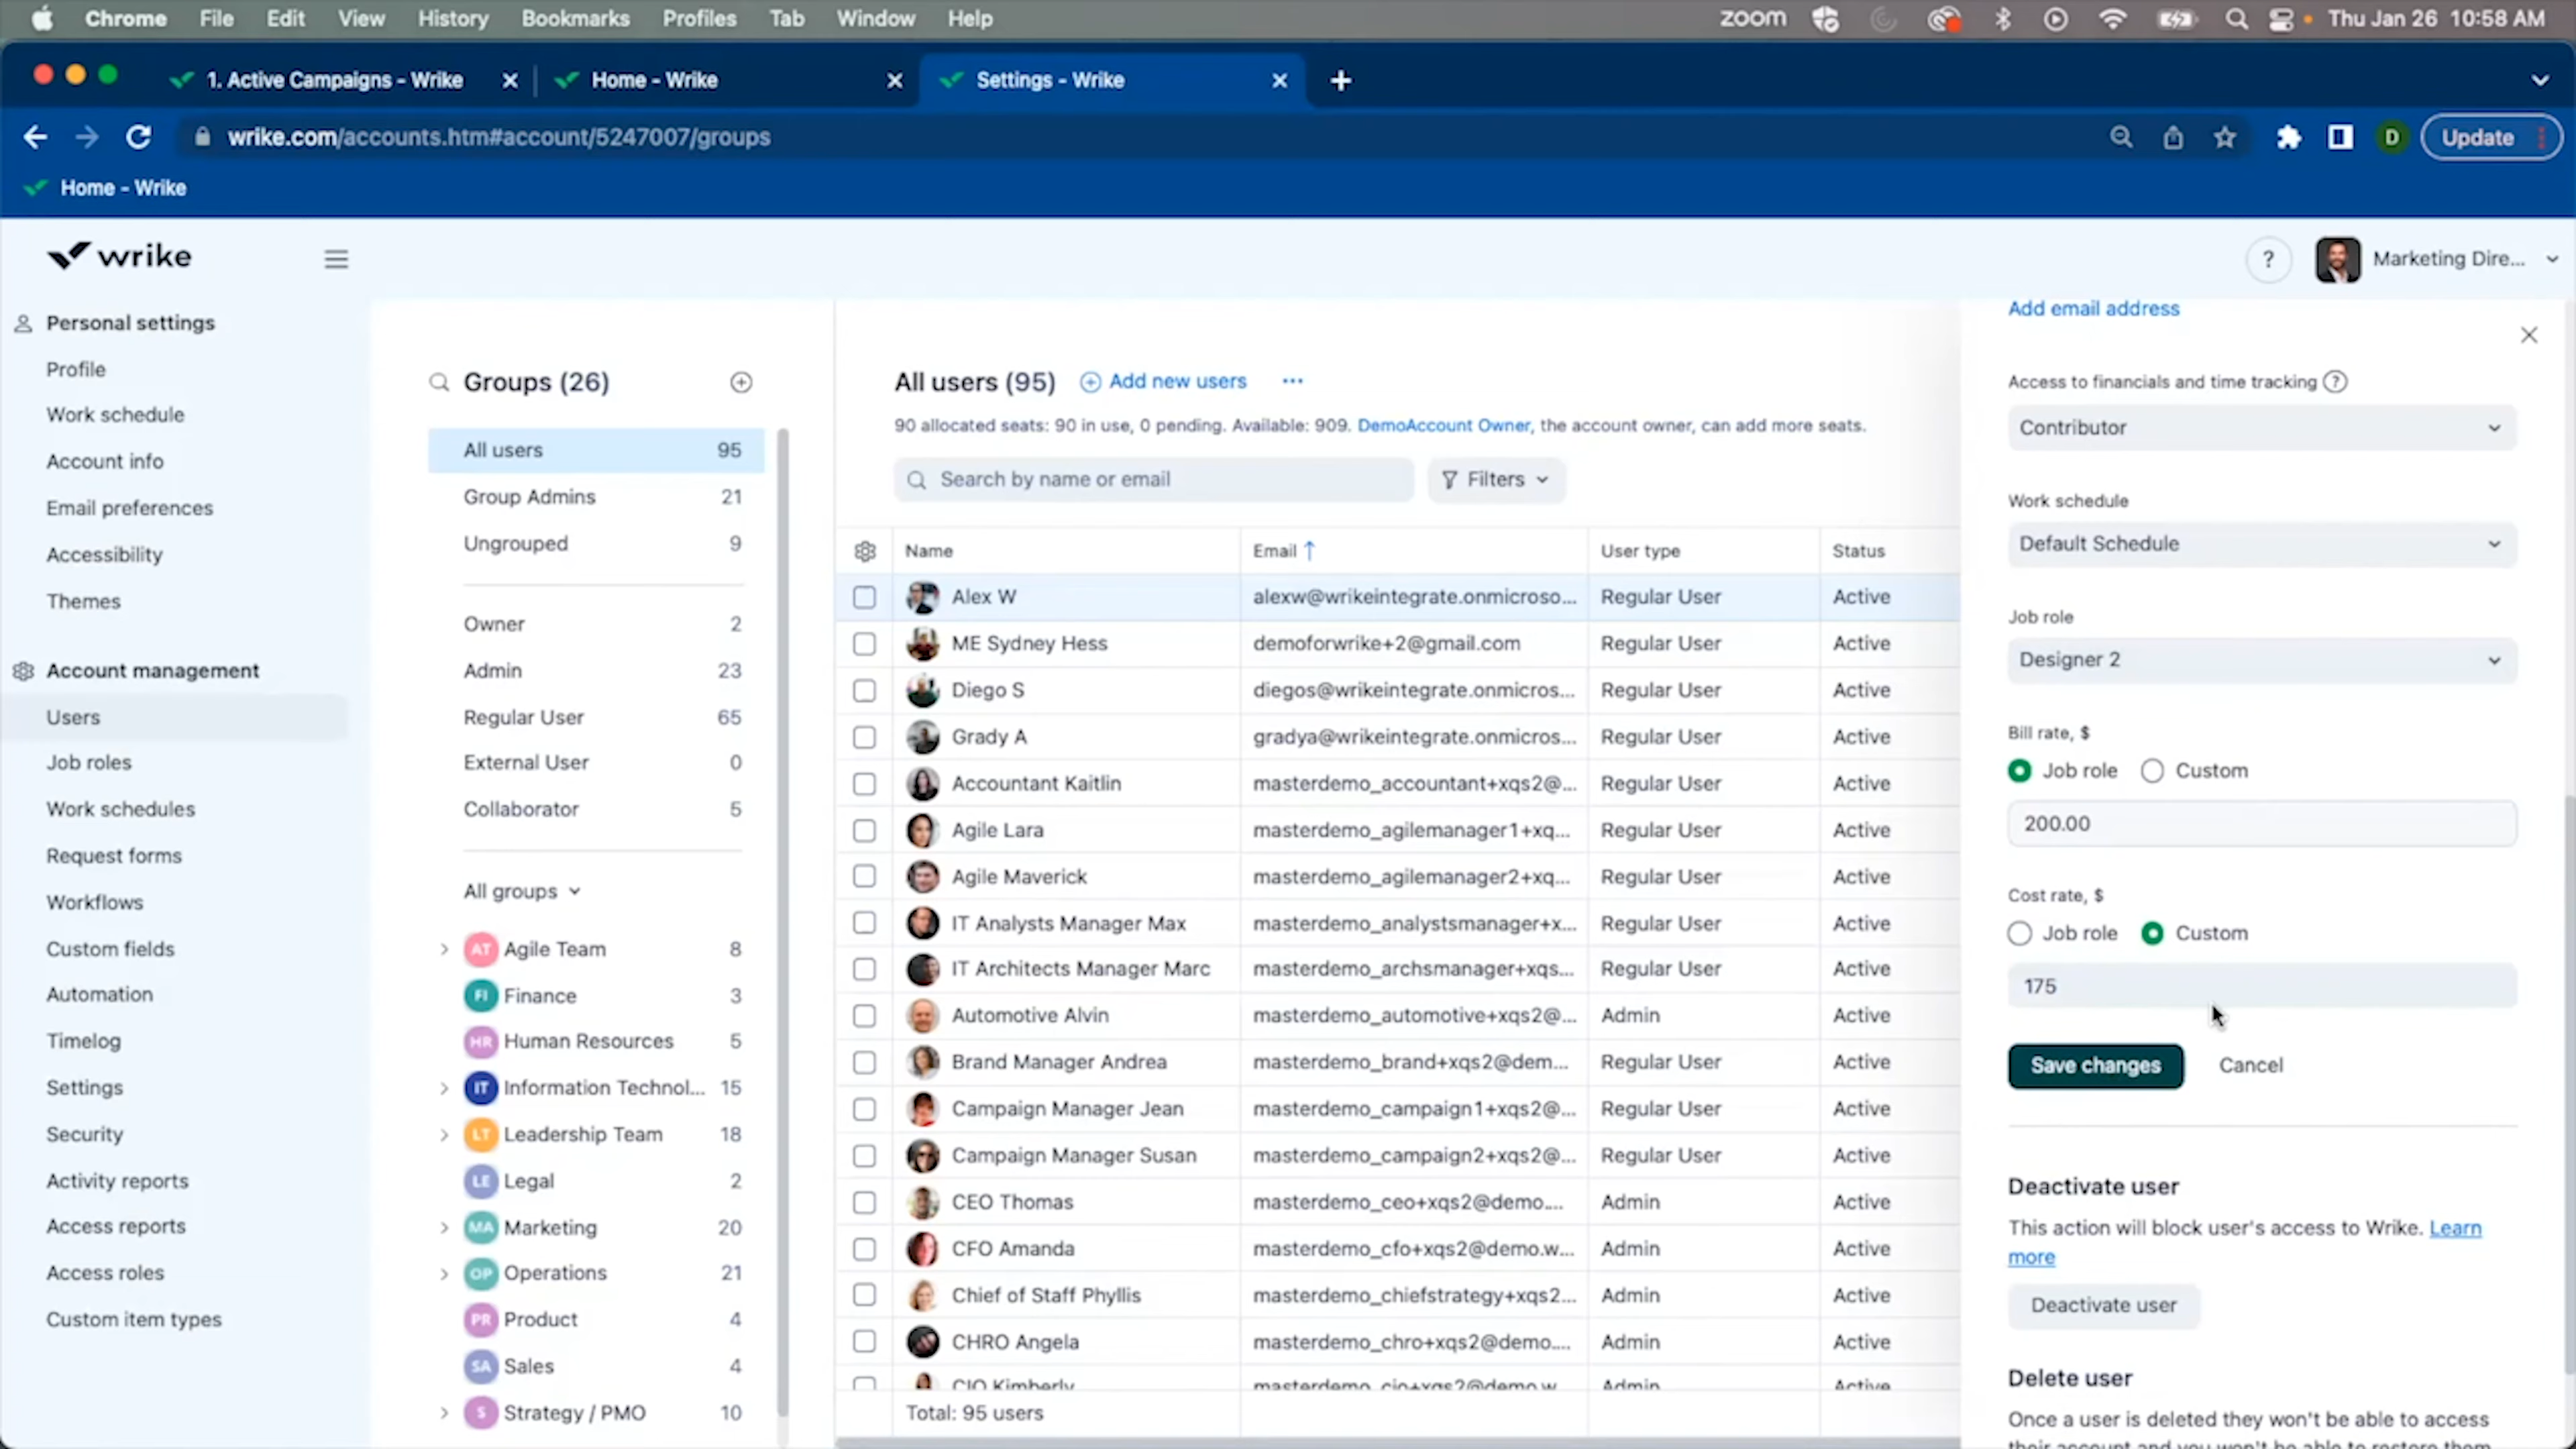 Chrome File Edit View History Bookmarks Profiles Tab Window Help zoom Thu Jan 26 10:58 AM
1. Active Campaigns - Wrike Home - Wrike Settings - Wrike
wrike.com/accounts.htm#account/5247007/groups D Update
Home - Wrike
wrike ? Marketing Dire...
Personal settings
Profile
Work schedule
Account info
Email preferences
Accessibility
Themes
Account management
Users
Job roles
Work schedules
Request forms
Workflows
Custom fields
Automation
Timelog
Settings
Security
Activity reports
Access reports
Access roles
Custom item types
Groups (26)
All users 95
Group Admins 21
Ungrouped 9
Owner 2
Admin 23
Regular User 65
External User 0
Collaborator 5
All groups
AT Agile Team 8
FI Finance 3
HR Human Resources 5
IT Information Technol... 15
LT Leadership Team 18
LE Legal 2
MA Marketing 20
OP Operations 21
PR Product 4
SA Sales 4
S Strategy / PMO 10
All users (95) Add new users ...
90 allocated seats: 90 in use, 0 pending. Available: 909. DemoAccount Owner, the account owner, can add more seats.
Search by name or email Filters
Name Email User type Status
Alex W alexw@wrikeintegrate.onmicroso... Regular User Active
ME Sydney Hess demoforwrike+2@gmail.com Regular User Active
Diego S diegos@wrikeintegrate.onmicros... Regular User Active
Grady A gradya@wrikeintegrate.onmicros... Regular User Active
Accountant Kaitlin masterdemo_accountant+xqs2@... Regular User Active
Agile Lara masterdemo_agilemanager1+xq... Regular User Active
Agile Maverick masterdemo_agilemanager2+xq... Regular User Active
IT Analysts Manager Max masterdemo_analystsmanager+x... Regular User Active
IT Architects Manager Marc masterdemo_archsmanager+xqs... Regular User Active
Automotive Alvin masterdemo_automotive+xqs2@... Admin Active
Brand Manager Andrea masterdemo_brand+xqs2@dem... Regular User Active
Campaign Manager Jean masterdemo_campaign1+xqs2@... Regular User Active
Campaign Manager Susan masterdemo_campaign2+xqs2@... Regular User Active
CEO Thomas masterdemo_ceo+xqs2@demo.... Admin Active
CFO Amanda masterdemo_cfo+xqs2@demo.w... Admin Active
Chief of Staff Phyllis masterdemo_chiefstrategy+xqs2... Admin Active
CHRO Angela masterdemo_chro+xqs2@demo.... Admin Active
CIO Kimberly masterdemo_cio+xqs2@demo.w... Admin Active
Total: 95 users
Add email address
Access to financials and time tracking ?
Contributor
Work schedule
Default Schedule
Job role
Designer 2
Bill rate, $
Job role Custom
200.00
Cost rate, $
Job role Custom
175
Save changes Cancel
Deactivate user
This action will block user's access to Wrike. Learn
more
Deactivate user
Delete user
Once a user is deleted they won't be able to access
their account and you won't be able to restore them